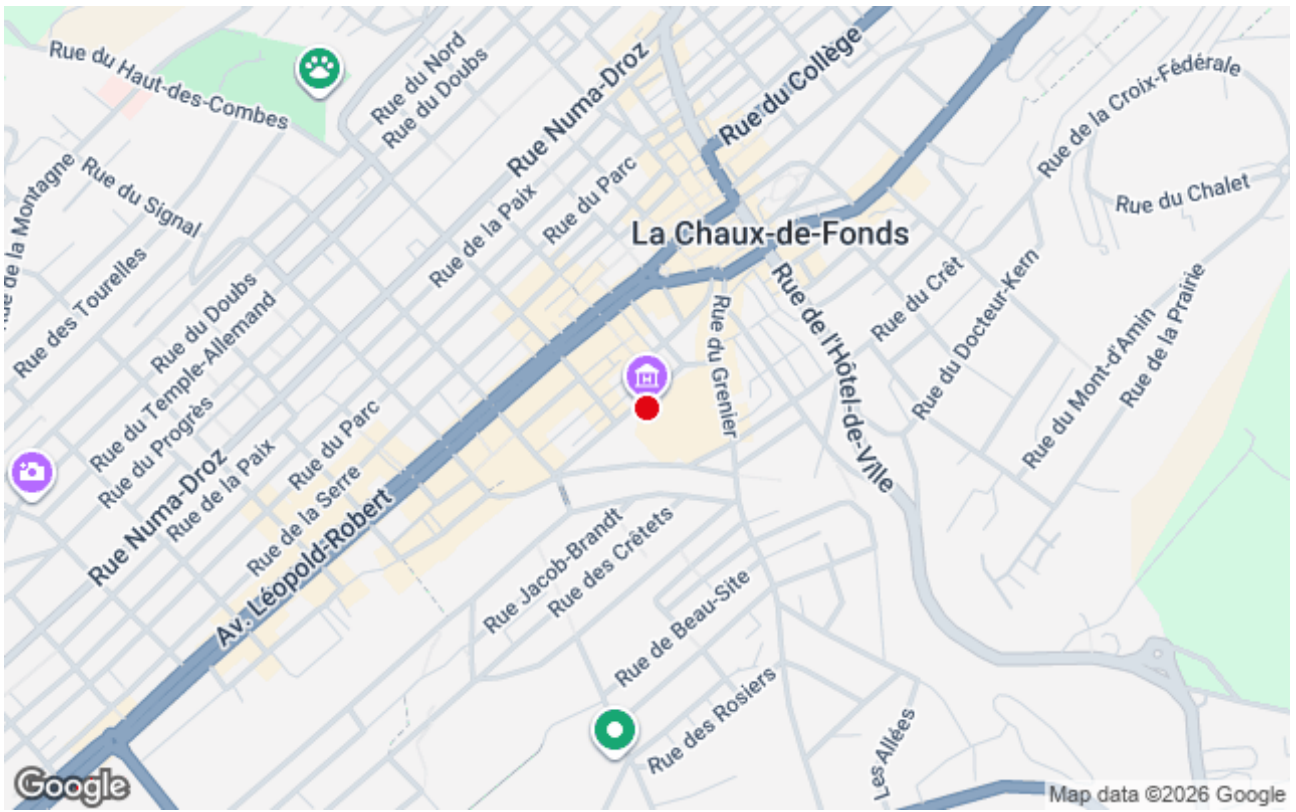 Rue du Haut-des-Combes
Rue du Nord
Rue du Doubs
Rue Numa-Droz
Rue du Collège
Rue de la Croix-Fédérale
Rue du Chalet
Rue de la Montagne
Rue du Signal
Rue de la Paix
Rue du Parc
La Chaux-de-Fonds
Rue des Tourelles
Rue du Doubs
Rue du Temple-Allemand
Rue du Progrès
Rue Numa-Droz
Rue de la Paix
Rue du Parc
Rue de la Serre
Av. Léopold-Robert
Rue du Grenier
Rue de l'Hôtel-de-Ville
Rue du Crêt
Rue du Docteur-Kern
Rue du Mont-d'Amin
Rue de la Prairie
Rue Jacob-Brandt
Rue des Crêtets
Rue de Beau-Site
Rue des Rosiers
Les Allées
Google
Map data ©2026 Google